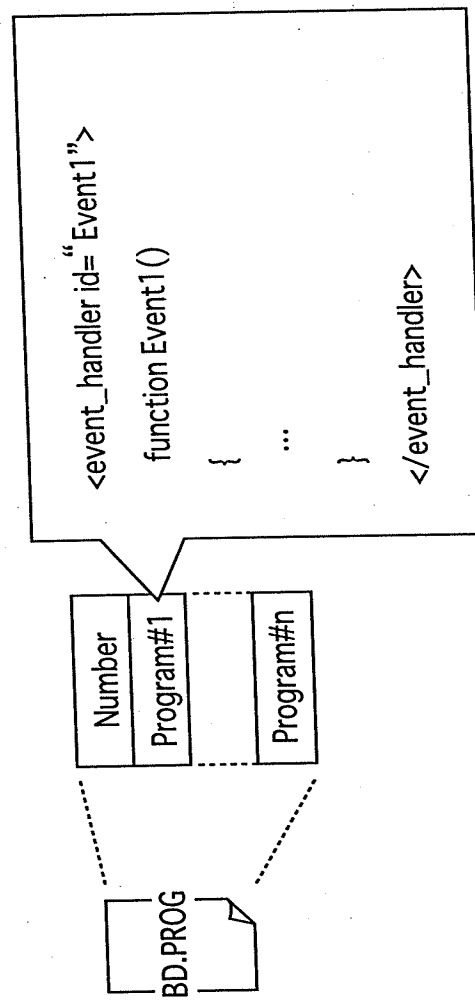 BD.PROG
Number
Program#1
Program#n
<event_handler id=“Event1”>
function Event1()
{
...
}
</event_handler>